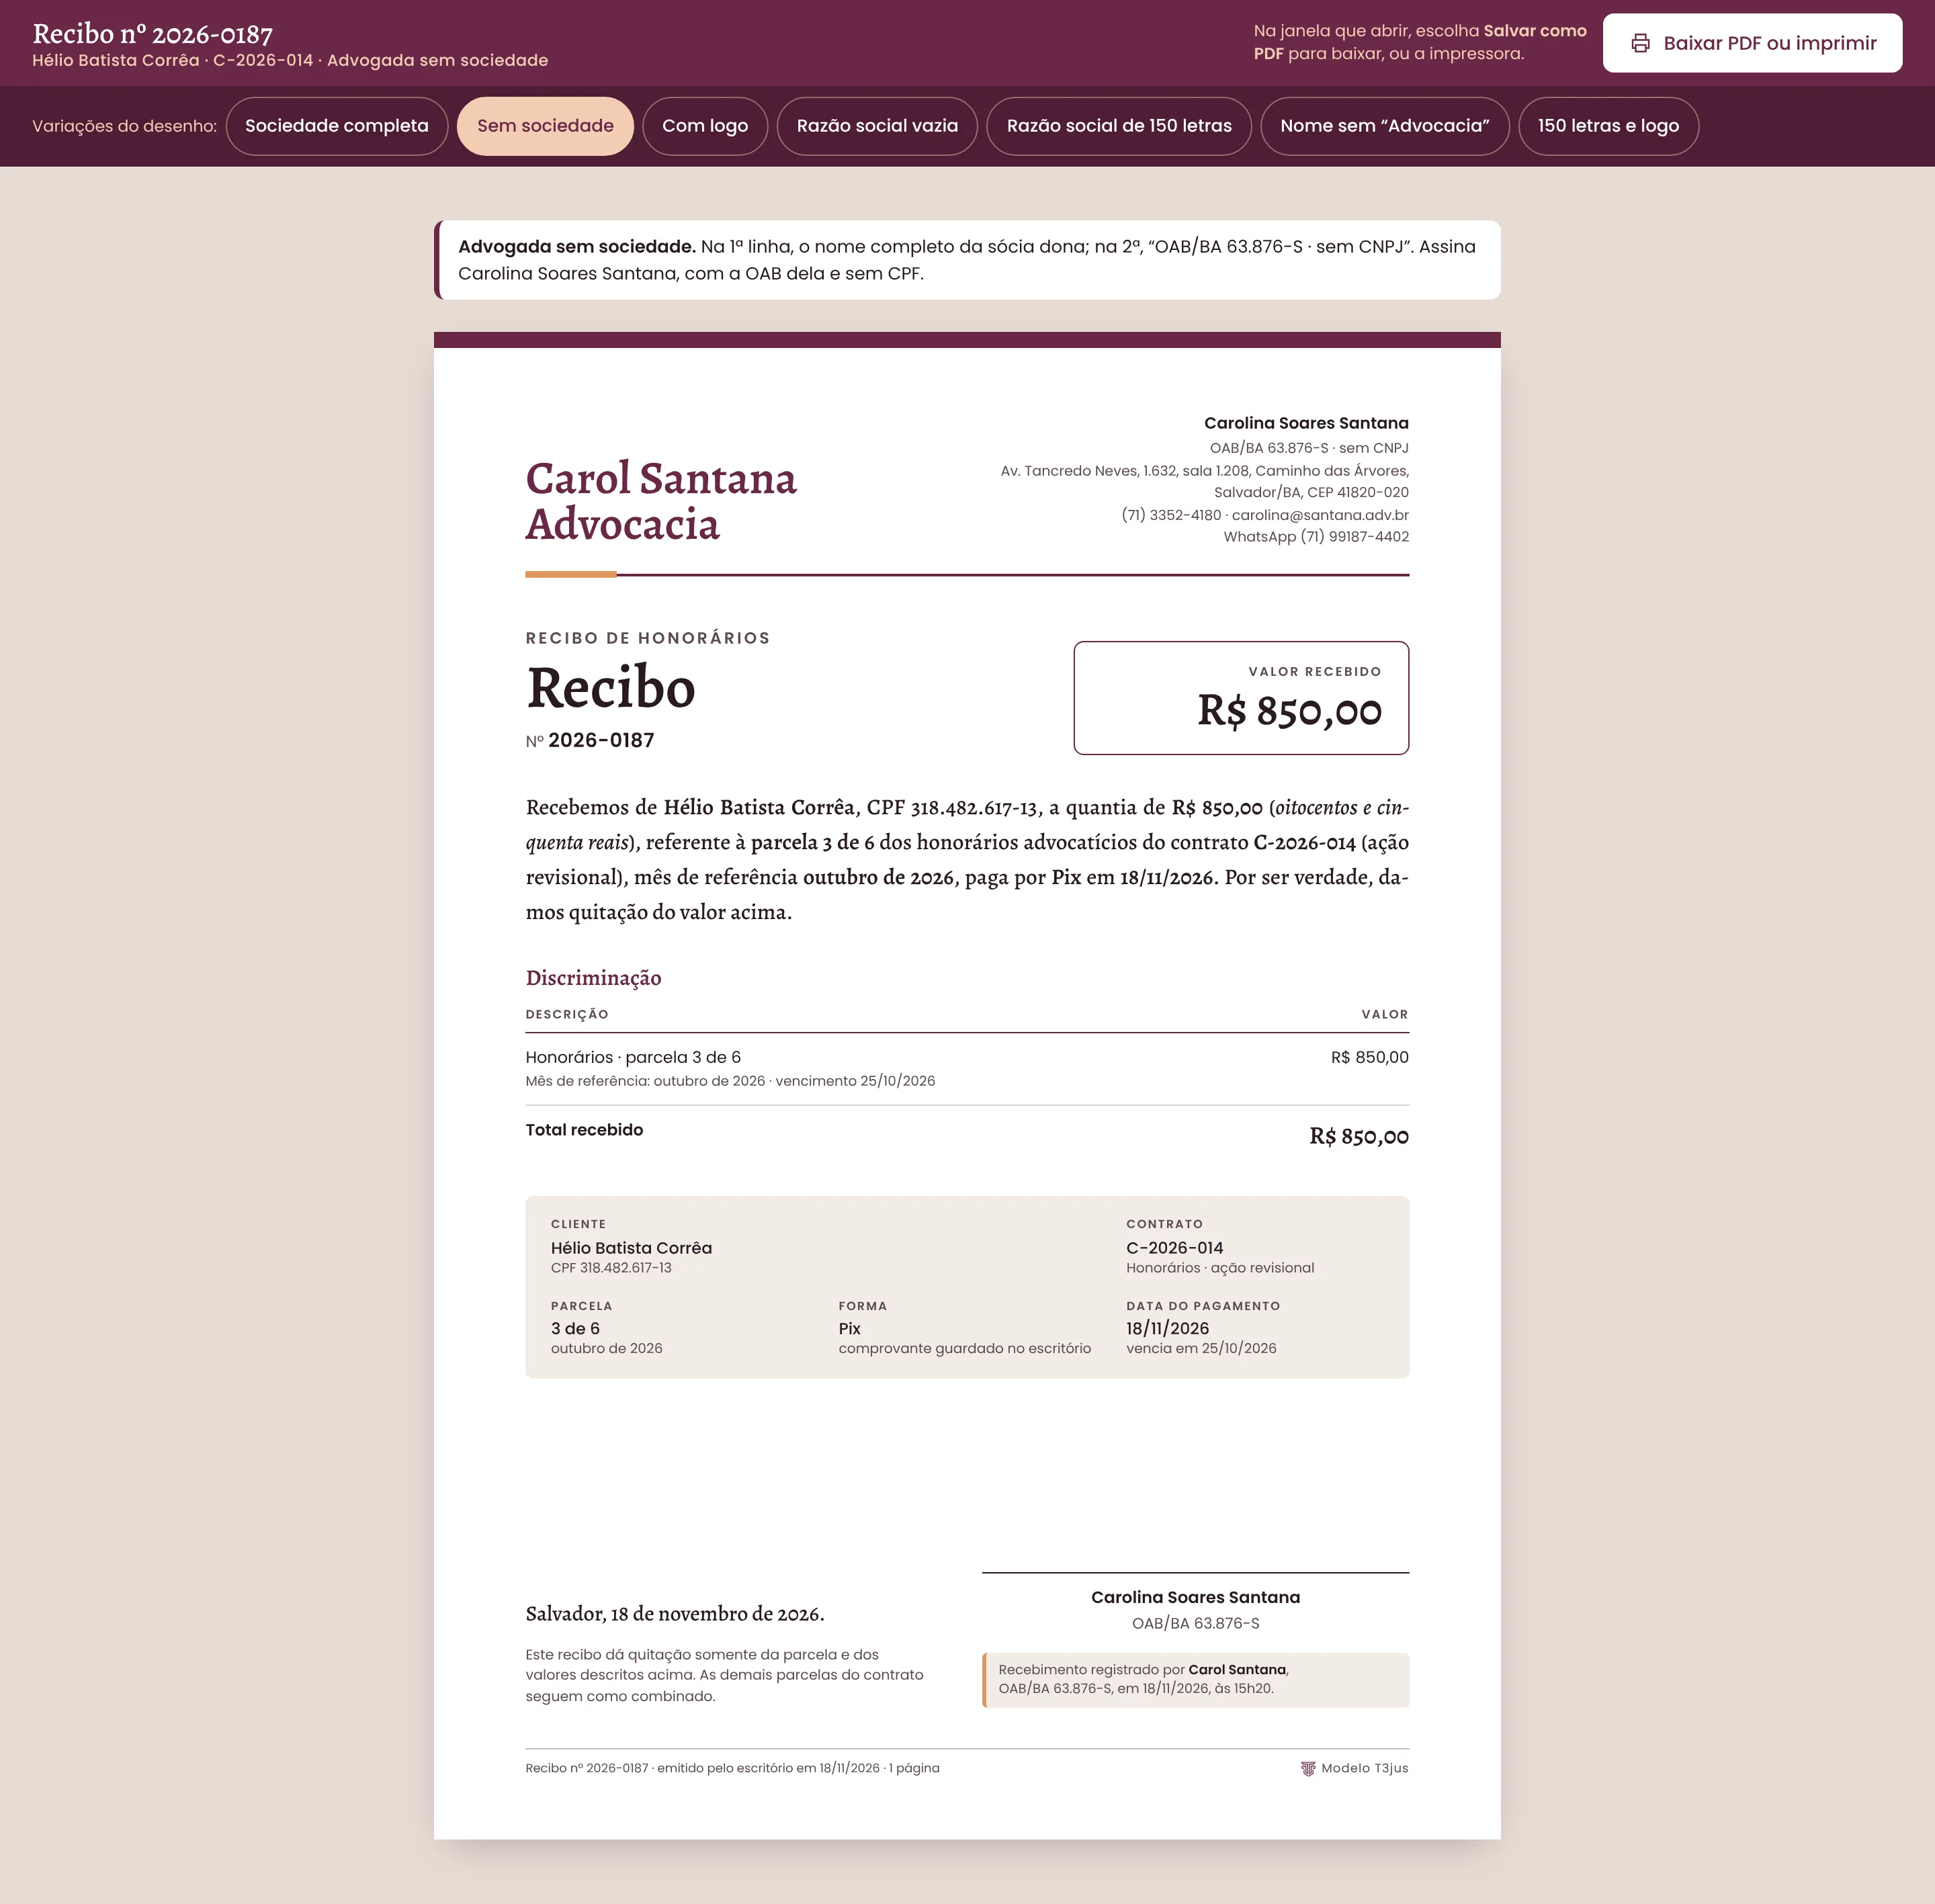 Recibo nº 2026-0187
Hélio Batista Corrêa · C-2026-014 · Advogada sem sociedade
Na janela que abrir, escolha Salvar como
PDF para baixar, ou a impressora.
Baixar PDF ou imprimir
Variações do desenho:
Sociedade completa
Sem sociedade
Com logo
Razão social vazia
Razão social de 150 letras
Nome sem “Advocacia”
150 letras e logo
Advogada sem sociedade. Na 1ª linha, o nome completo da sócia dona; na 2ª, “OAB/BA 63.876-S · sem CNPJ”. Assina
Carolina Soares Santana, com a OAB dela e sem CPF.
Carol Santana
Advocacia
Carolina Soares Santana
OAB/BA 63.876-S · sem CNPJ
Av. Tancredo Neves, 1.632, sala 1.208, Caminho das Árvores,
Salvador/BA, CEP 41820-020
(71) 3352-4180 · carolina@santana.adv.br
WhatsApp (71) 99187-4402
RECIBO DE HONORÁRIOS
Recibo
Nº 2026-0187
VALOR RECEBIDO
R$ 850,00
Recebemos de Hélio Batista Corrêa, CPF 318.482.617-13, a quantia de R$ 850,00 (oitocentos e cin-
quenta reais), referente à parcela 3 de 6 dos honorários advocatícios do contrato C-2026-014 (ação
revisional), mês de referência outubro de 2026, paga por Pix em 18/11/2026. Por ser verdade, da-
mos quitação do valor acima.
Discriminação
DESCRIÇÃO
VALOR
Honorários · parcela 3 de 6
R$ 850,00
Mês de referência: outubro de 2026 · vencimento 25/10/2026
Total recebido
R$ 850,00
CLIENTE
Hélio Batista Corrêa
CPF 318.482.617-13
CONTRATO
C-2026-014
Honorários · ação revisional
PARCELA
3 de 6
outubro de 2026
FORMA
Pix
comprovante guardado no escritório
DATA DO PAGAMENTO
18/11/2026
vencia em 25/10/2026
Salvador, 18 de novembro de 2026.
Este recibo dá quitação somente da parcela e dos
valores descritos acima. As demais parcelas do contrato
seguem como combinado.
Carolina Soares Santana
OAB/BA 63.876-S
Recebimento registrado por Carol Santana,
OAB/BA 63.876-S, em 18/11/2026, às 15h20.
Recibo nº 2026-0187 · emitido pelo escritório em 18/11/2026 · 1 página
Modelo T3jus